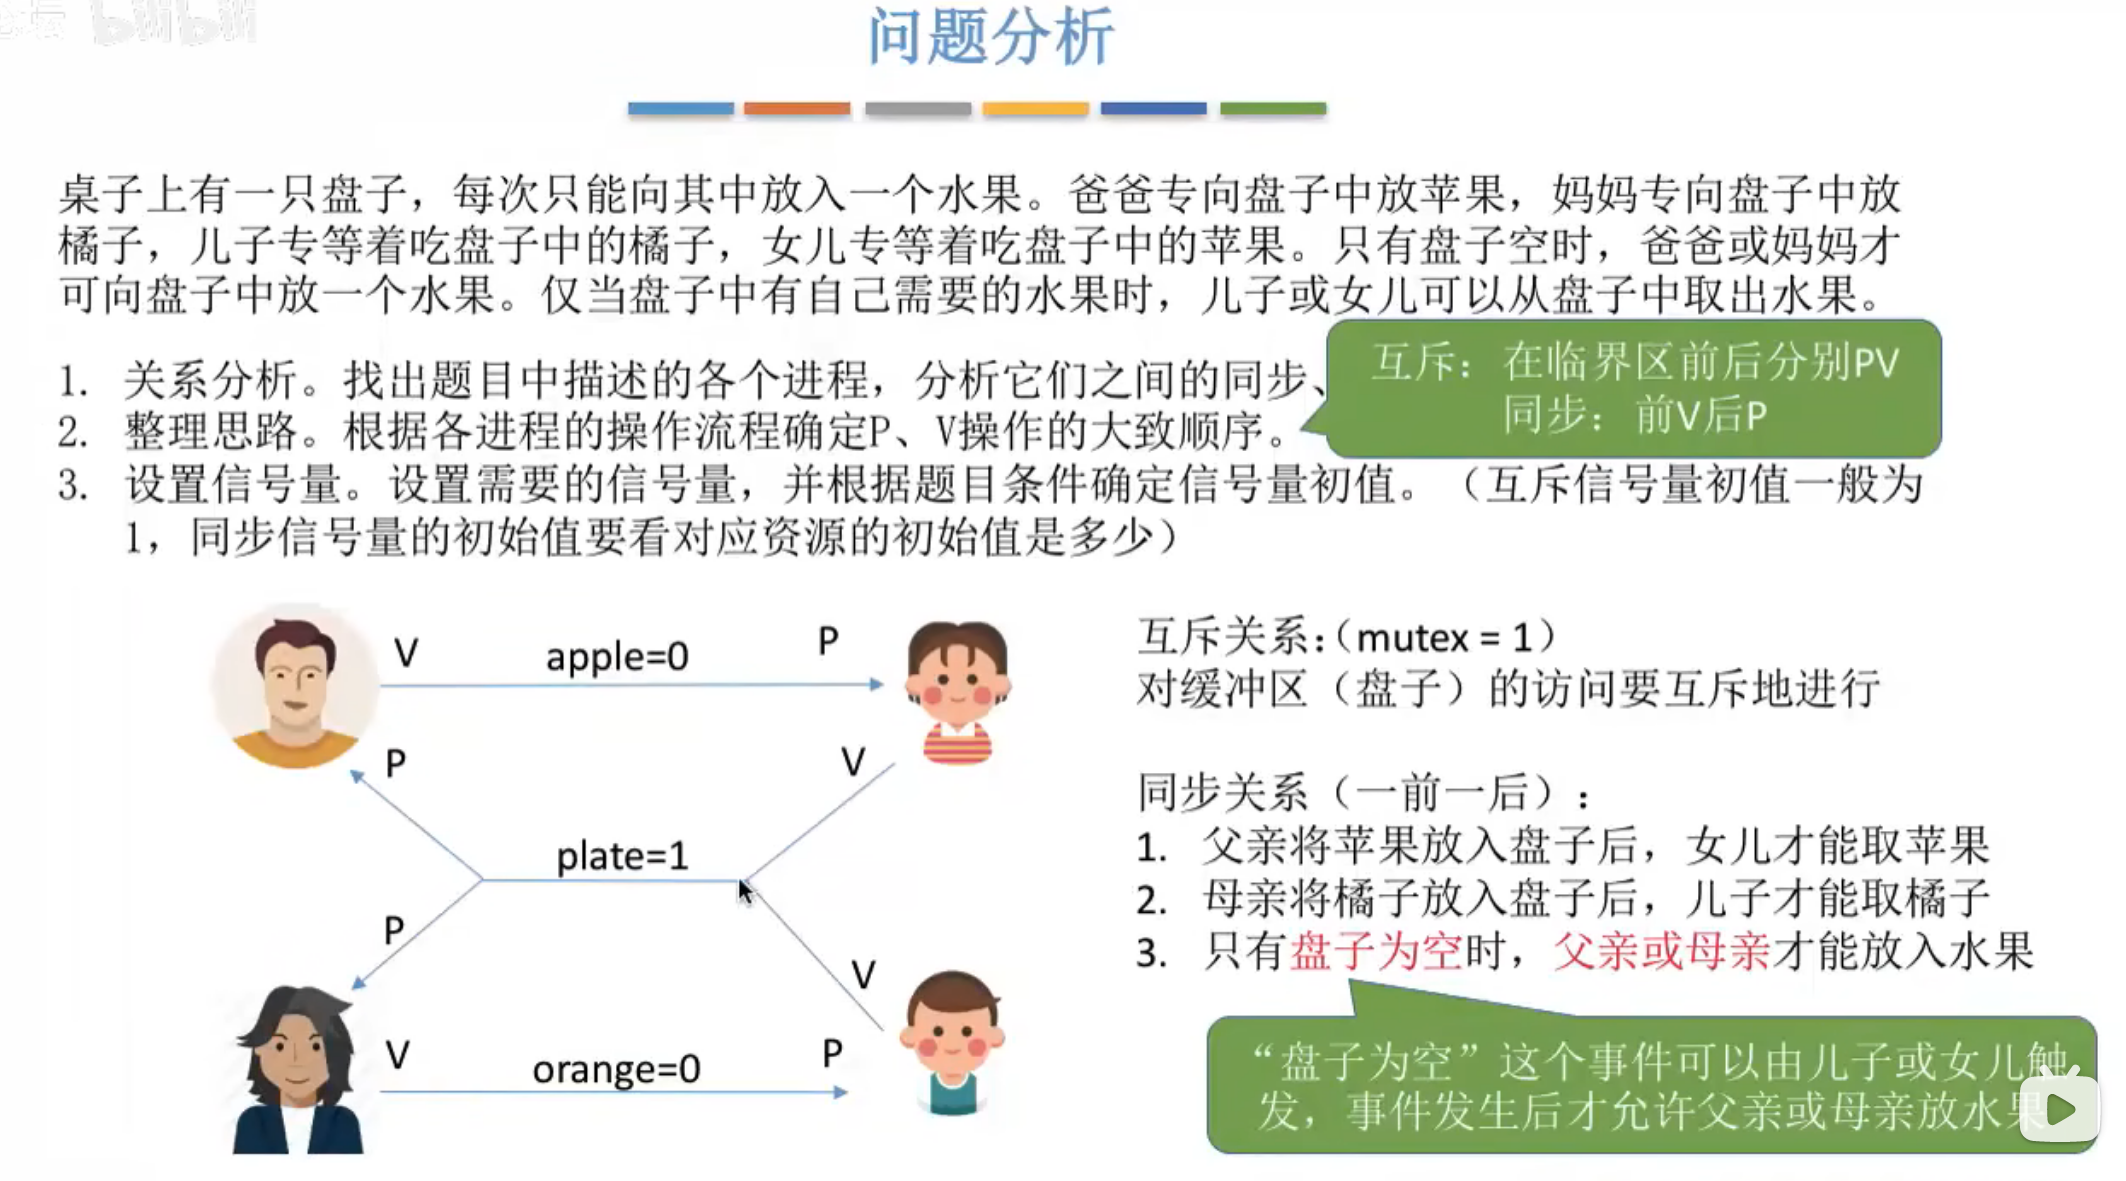 bilibili
问题分析
桌子上有一只盘子，每次只能向其中放入一个水果。爸爸专向盘子中放苹果，妈妈专向盘子中放
橘子，儿子专等着吃盘子中的橘子，女儿专等着吃盘子中的苹果。只有盘子空时，爸爸或妈妈才
可向盘子中放一个水果。仅当盘子中有自己需要的水果时，儿子或女儿可以从盘子中取出水果。
1. 关系分析。找出题目中描述的各个进程，分析它们之间的同步、
互斥：在临界区前后分别PV
同步：前V后P
2. 整理思路。根据各进程的操作流程确定P、V操作的大致顺序。
3. 设置信号量。设置需要的信号量，并根据题目条件确定信号量初值。（互斥信号量初值一般为
1，同步信号量的初始值要看对应资源的初始值是多少）
V apple=0 P
P V
plate=1
P V
V orange=0 P
互斥关系：（mutex = 1）
对缓冲区（盘子）的访问要互斥地进行
同步关系（一前一后）：
1. 父亲将苹果放入盘子后，女儿才能取苹果
2. 母亲将橘子放入盘子后，儿子才能取橘子
3. 只有盘子为空时，父亲或母亲才能放入水果
“盘子为空”这个事件可以由儿子或女儿触
发，事件发生后才允许父亲或母亲放水果